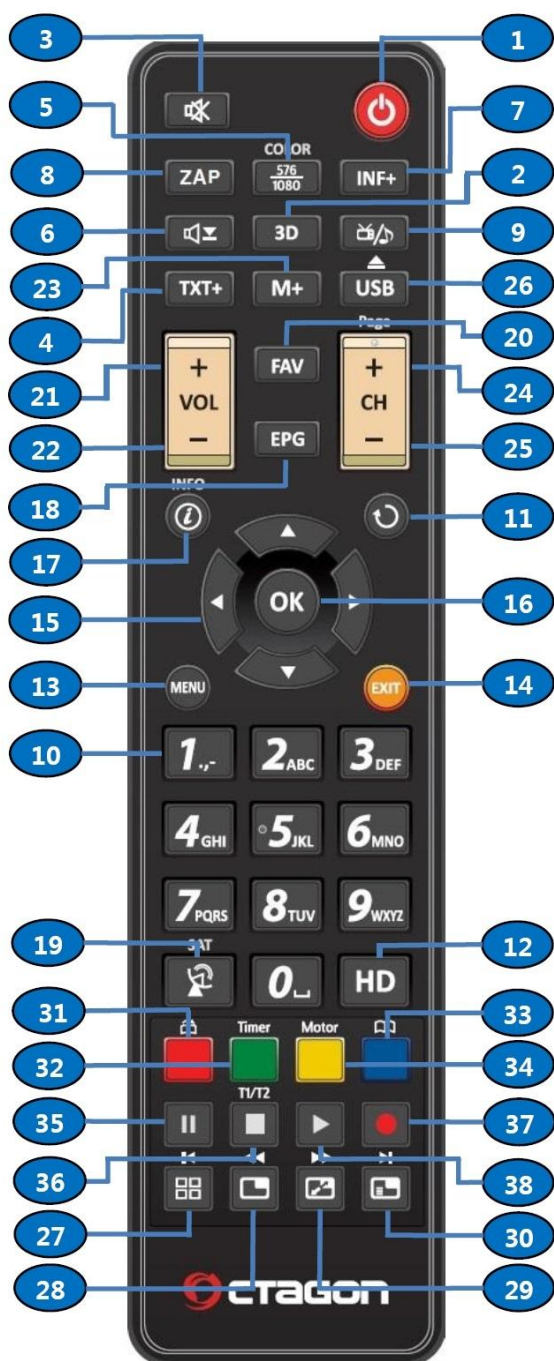 3 1
5
COLOR
7
ZAP 576 1080 INF+
8 2
6 3D 9
23
TXT+ M+ USB
26
4 Page 20
+ FAV +
21 24
VOL CH
- EPG -
22 25
18 INFO 11
i
17
15 OK 16
MENU EXIT
13 14
10 1.,- 2ABC 3DEF
4GHI 5JKL 6MNO
7PQRS 8TUV 9WXYZ
19 SAT 12
0 HD
31 33
Timer Motor
32 34
T1/T2
35 37
36 38
27 30
28 29
OCTAGON